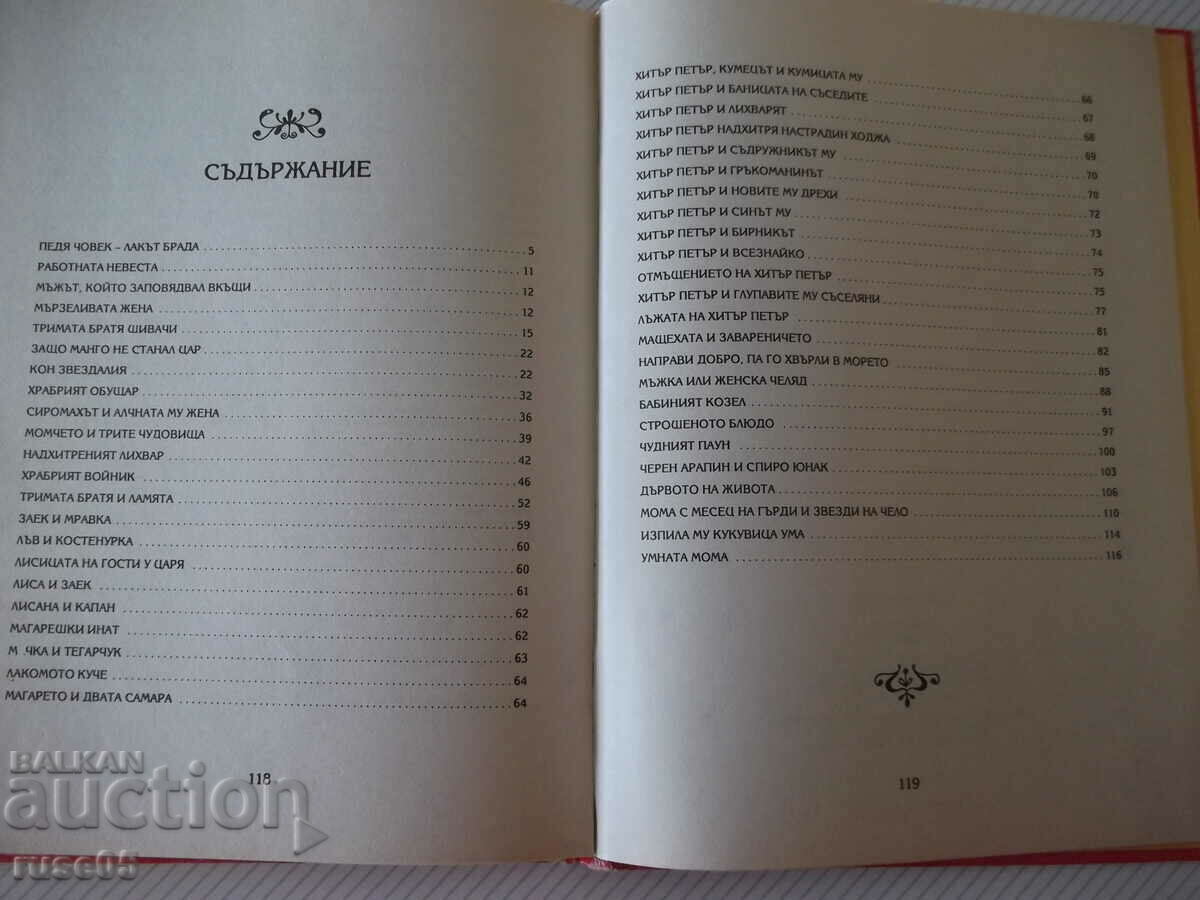 СЪДЪРЖАНИЕ
ПЕДЯ ЧОВЕК – ЛАКЪТ БРАДА 5
РАБОТНАТА НЕВЕСТА 11
МЪЖЪТ, КОЙТО ЗАПОВЯДВАЛ ВКЪЩИ 12
МЪРЗЕЛИВАТА ЖЕНА 12
ТРИМАТА БРАТЯ ШИВАЧИ 15
ЗАЩО МАНГО НЕ СТАНАЛ ЦАР 22
КОН ЗВЕЗДАЛИЯ 22
ХРАБРИЯТ ОБУЩАР 32
СИРОМАХЪТ И АЛЧНАТА МУ ЖЕНА 36
МОМЧЕТО И ТРИТЕ ЧУДОВИЩА 39
НАДХИТРЕНИЯТ ЛИХВАР 42
ХРАБРИЯТ ВОЙНИК 46
ТРИМАТА БРАТЯ И ЛАМЯТА 52
ЗАЕК И МРАВКА 59
ЛЪВ И КОСТЕНУРКА 60
ЛИСИЦАТА НА ГОСТИ У ЦАРЯ 60
ЛИСА И ЗАЕК 61
ЛИСАНА И КАПАН 62
МАГАРЕШКИ ИНАТ 62
М.ЧКА И ТЕГАРЧУК 63
ЛАКОМОТО КУЧЕ 64
МАГАРЕТО И ДВАТА САМАРА 64
118
ХИТЪР ПЕТЪР, КУМЕЦЪТ И КУМИЦАТА МУ 66
ХИТЪР ПЕТЪР И БАНИЦАТА НА СЪСЕДИТЕ 67
ХИТЪР ПЕТЪР И ЛИХВАРЯТ 68
ХИТЪР ПЕТЪР НАДХИТРЯ НАСТРАДИН ХОДЖА 69
ХИТЪР ПЕТЪР И СЪДРУЖНИКЪТ МУ 70
ХИТЪР ПЕТЪР И ГРЪКОМАНИНЪТ 70
ХИТЪР ПЕТЪР И НОВИТЕ МУ ДРЕХИ 72
ХИТЪР ПЕТЪР И СИНЪТ МУ 73
ХИТЪР ПЕТЪР И БИРНИКЪТ 74
ХИТЪР ПЕТЪР И ВСЕЗНАЙКО 75
ОТМЪЩЕНИЕТО НА ХИТЪР ПЕТЪР 75
ХИТЪР ПЕТЪР И ГЛУПАВИТЕ МУ СЪСЕЛЯНИ 77
ЛЪЖАТА НА ХИТЪР ПЕТЪР 81
МАЩЕХАТА И ЗАВАРЕНИЧЕТО 82
НАПРАВИ ДОБРО, ПА ГО ХВЪРЛИ В МОРЕТО 85
МЪЖКА ИЛИ ЖЕНСКА ЧЕЛЯД 88
БАБИНИЯТ КОЗЕЛ 91
СТРОШЕНОТО БЛЮДО 97
ЧУДНИЯТ ПАУН 100
ЧЕРЕН АРАПИН И СПИРО ЮНАК 103
ДЪРВОТО НА ЖИВОТА 106
МОМА С МЕСЕЦ НА ГЪРДИ И ЗВЕЗДИ НА ЧЕЛО 110
ИЗПИЛА МУ КУКУВИЦА УМА 114
УМНАТА МОМА 116
119
BALKAN
auction
ruse05